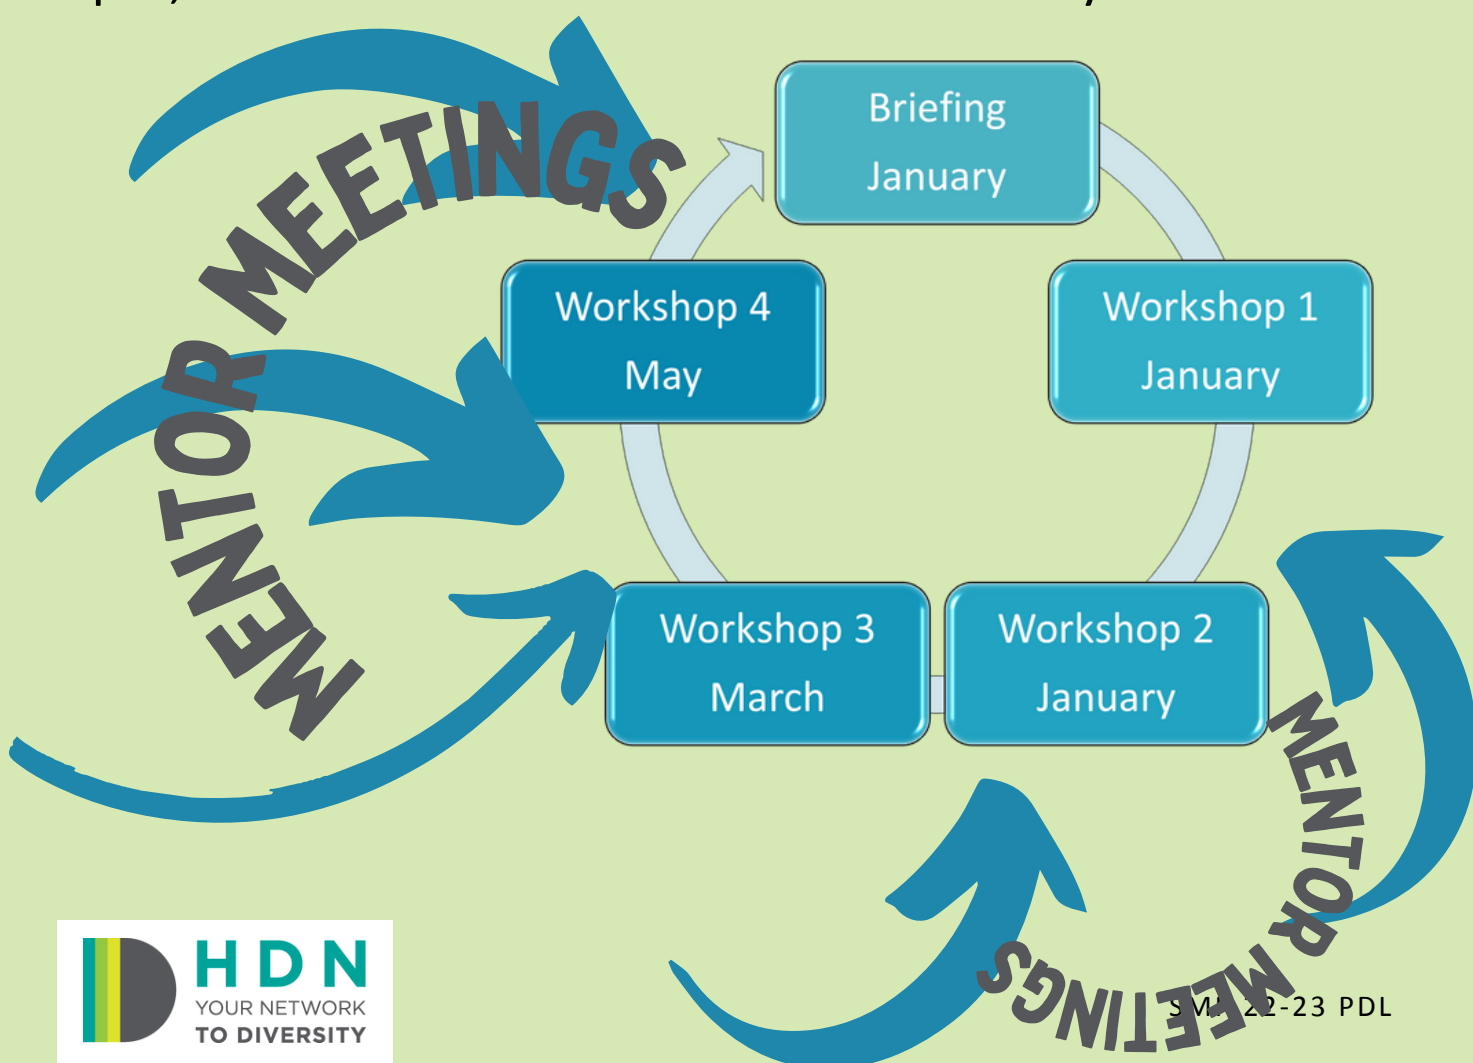 MENTOR MEETINGS
Briefing
January
Workshop 4
May
Workshop 1
January
Workshop 3
March
Workshop 2
January
MENTOR MEETINGS
HDN
YOUR NETWORK
TO DIVERSITY
22-23 PDL